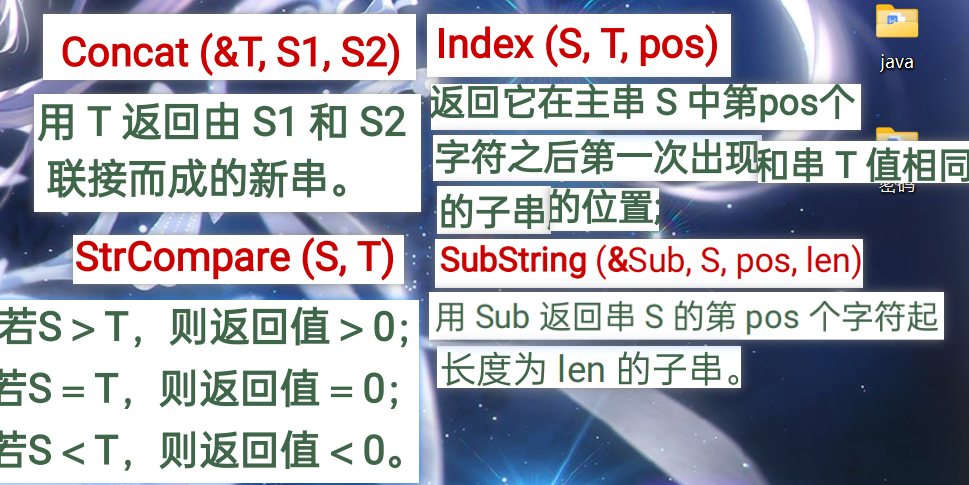 Concat (&T, S1, S2)
用 T 返回由 S1 和 S2
联接而成的新串。
StrCompare (S, T)
若S＞T，则返回值＞0；
若S＝T，则返回值＝0；
若S＜T，则返回值＜0。
Index (S, T, pos)
返回它在主串 S 中第pos个
字符之后第一次出现和串 T 值相同
的子串的位置;
SubString (&Sub, S, pos, len)
用 Sub 返回串 S 的第 pos 个字符起
长度为 len 的子串。
java
密码